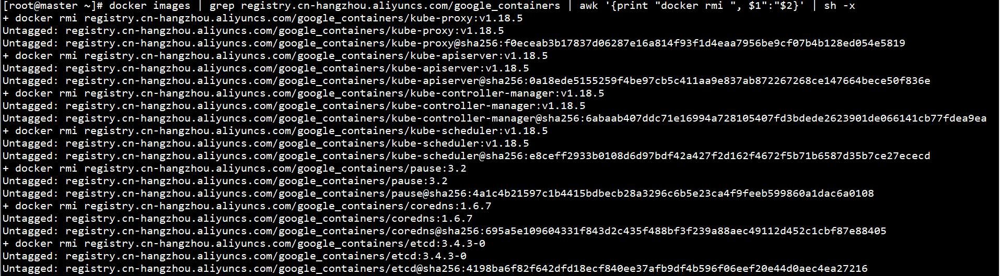 [root@master ~]# docker images | grep registry.cn-hangzhou.aliyuncs.com/google_containers | awk '{print "docker rmi ", $1":"$2}' | sh -x
+ docker rmi registry.cn-hangzhou.aliyuncs.com/google_containers/kube-proxy:v1.18.5
Untagged: registry.cn-hangzhou.aliyuncs.com/google_containers/kube-proxy:v1.18.5
Untagged: registry.cn-hangzhou.aliyuncs.com/google_containers/kube-proxy@sha256:f0eceab3b17837d06287e16a814f93f1d4eaa7956be9cf07b4b128ed054e5819
+ docker rmi registry.cn-hangzhou.aliyuncs.com/google_containers/kube-apiserver:v1.18.5
Untagged: registry.cn-hangzhou.aliyuncs.com/google_containers/kube-apiserver:v1.18.5
Untagged: registry.cn-hangzhou.aliyuncs.com/google_containers/kube-apiserver@sha256:0a18ede5155259f4be97cb5c411aa9e837ab872267268ce147664bece50f836e
+ docker rmi registry.cn-hangzhou.aliyuncs.com/google_containers/kube-controller-manager:v1.18.5
Untagged: registry.cn-hangzhou.aliyuncs.com/google_containers/kube-controller-manager:v1.18.5
Untagged: registry.cn-hangzhou.aliyuncs.com/google_containers/kube-controller-manager@sha256:6abaab407ddc71e16994a728105407fd3bdede2623901de066141cb77fdea9ea
+ docker rmi registry.cn-hangzhou.aliyuncs.com/google_containers/kube-scheduler:v1.18.5
Untagged: registry.cn-hangzhou.aliyuncs.com/google_containers/kube-scheduler:v1.18.5
Untagged: registry.cn-hangzhou.aliyuncs.com/google_containers/kube-scheduler@sha256:e8ceff2933b0108d6d97bdf42a427f2d162f4672f5b71b6587d35b7ce27ececd
+ docker rmi registry.cn-hangzhou.aliyuncs.com/google_containers/pause:3.2
Untagged: registry.cn-hangzhou.aliyuncs.com/google_containers/pause:3.2
Untagged: registry.cn-hangzhou.aliyuncs.com/google_containers/pause@sha256:4a1c4b21597c1b4415bdbecb28a3296c6b5e23ca4f9feeb599860a1dac6a0108
+ docker rmi registry.cn-hangzhou.aliyuncs.com/google_containers/coredns:1.6.7
Untagged: registry.cn-hangzhou.aliyuncs.com/google_containers/coredns:1.6.7
Untagged: registry.cn-hangzhou.aliyuncs.com/google_containers/coredns@sha256:695a5e109604331f843d2c435f488bf3f239a88aec49112d452c1cbf87e88405
+ docker rmi registry.cn-hangzhou.aliyuncs.com/google_containers/etcd:3.4.3-0
Untagged: registry.cn-hangzhou.aliyuncs.com/google_containers/etcd:3.4.3-0
Untagged: registry.cn-hangzhou.aliyuncs.com/google_containers/etcd@sha256:4198ba6f82f642dfd18ecf840ee37afb9df4b596f06eef20e44d0aec4ea27216